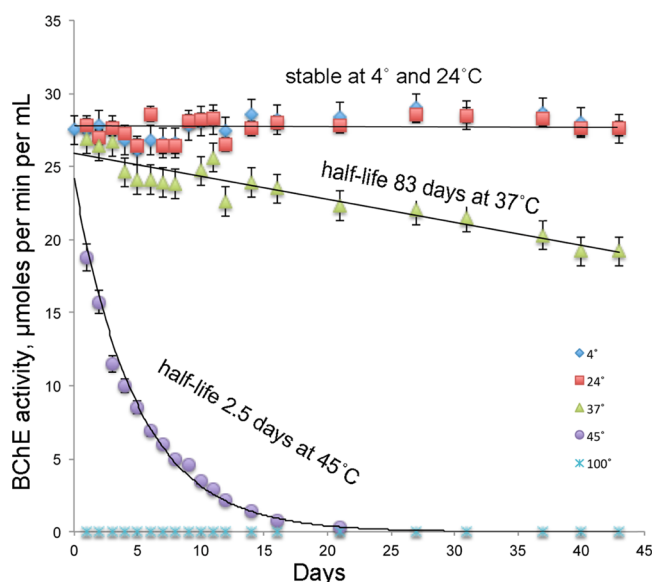 35
30
25
20
15
10
5
0
BChE activity, µmoles per min per mL
stable at 4˚ and 24˚C
half-life 83 days at 37˚C
half-life 2.5 days at 45˚C
4˚
24˚
37˚
45˚
100˚
0 5 10 15 20 25 30 35 40 45
Days